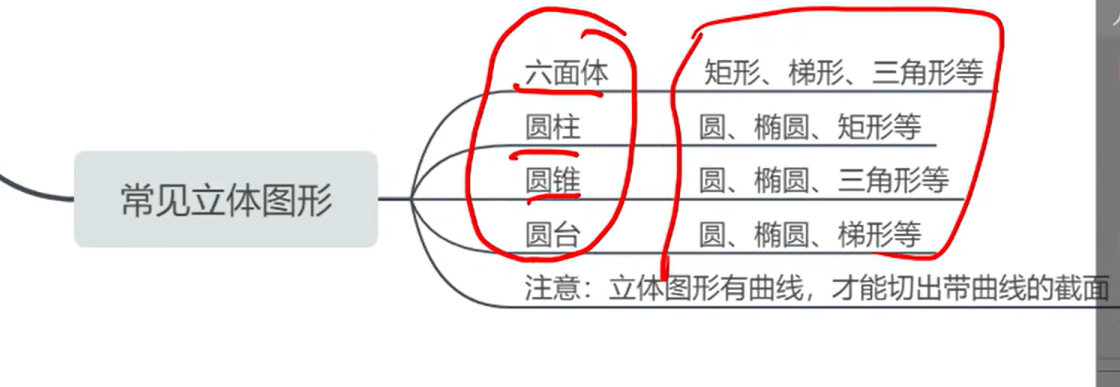 常见立体图形
六面体 矩形、梯形、三角形等
圆柱 圆、椭圆、矩形等
圆锥 圆、椭圆、三角形等
圆台 圆、椭圆、梯形等
注意：立体图形有曲线，才能切出带曲线的截面